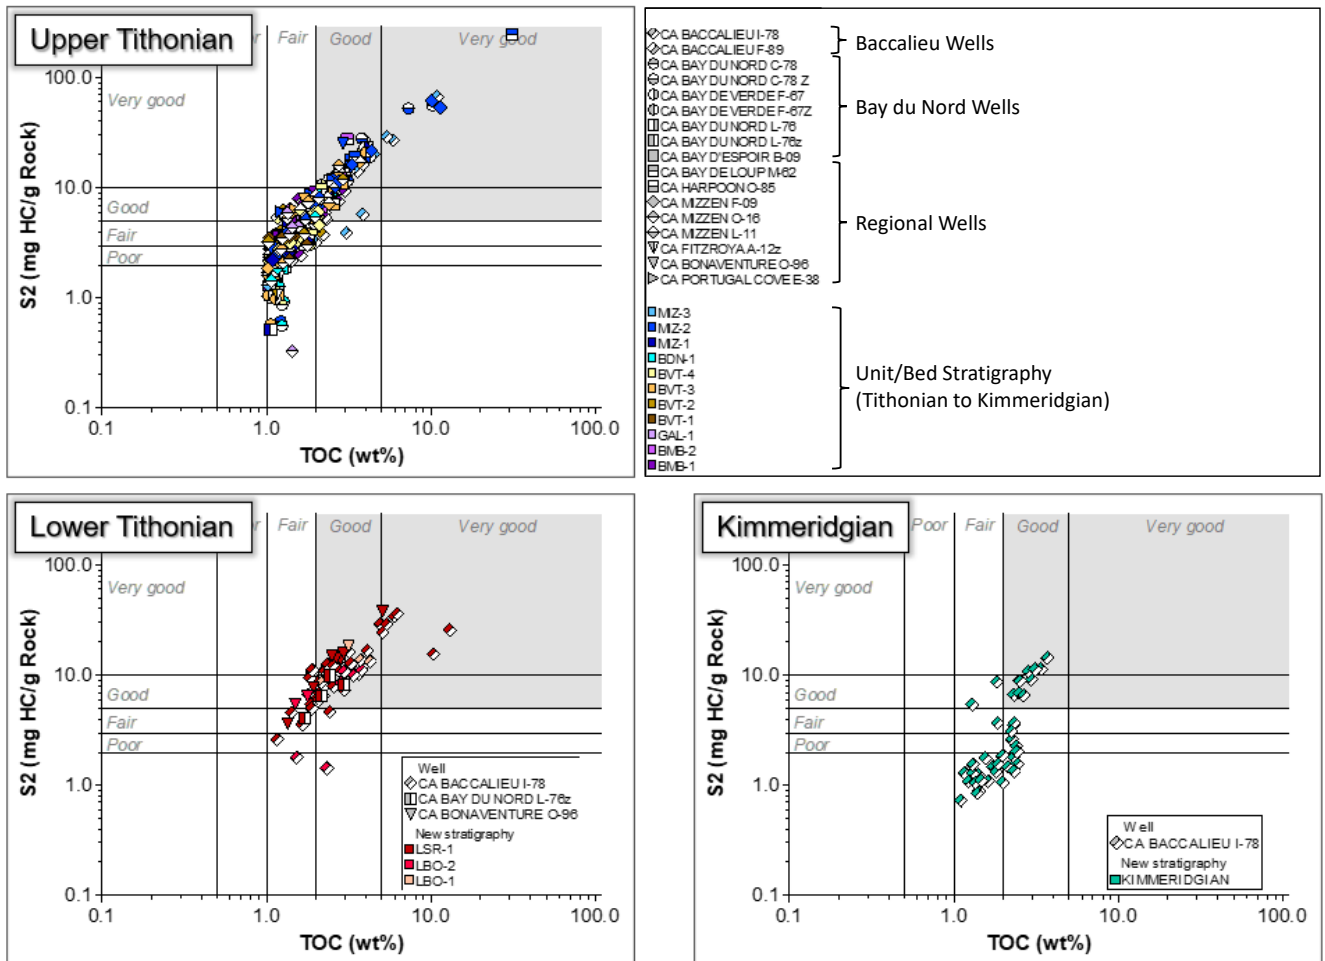 Upper Tithonian
r
Fair
Good
Very good
100.0
Very good
10.0
Good
Fair
Poor
1.0
0.1
S2 (mg HC/g Rock)
0.1
1.0
10.0
100.0
TOC (wt%)
CA BACCALIEU I-78
CA BACCALIEU F-89
CA BAY DU NORD C-78
CA BAY DU NORD C-78 Z
CA BAY DE VERDE F-67
CA BAY DE VERDE F-67Z
CA BAY DU NORD L-76
CA BAY DU NORD L-76z
CA BAY D'ESPOIR B-09
CA BAY DE LOUP M-62
CA HARPOON O-85
CA MIZZEN F-09
CA MIZZEN O-16
CA MIZZEN L-11
CA FITZROYA A-12z
CA BONAVENTURE O-96
CA PORTUGAL COVE E-38
Baccalieu Wells
Bay du Nord Wells
Regional Wells
MIZ-3
MIZ-2
MIZ-1
BDN-1
BVT-4
BVT-3
BVT-2
BVT-1
GAL-1
BMB-2
BMB-1
Unit/Bed Stratigraphy
(Tithonian to Kimmeridgian)
Lower Tithonian
r
Fair
Good
Very good
100.0
Very good
10.0
Good
Fair
Poor
1.0
0.1
S2 (mg HC/g Rock)
Well
CA BACCALIEU I-78
CA BAY DU NORD L-76z
CA BONAVENTURE O-96
New stratigraphy
LSR-1
LBO-2
LBO-1
0.1
1.0
10.0
100.0
TOC (wt%)
Kimmeridgian
Poor
Fair
Good
Very good
100.0
Very good
10.0
Good
Fair
Poor
1.0
0.1
S2 (mg HC/g Rock)
Well
CA BACCALIEU I-78
New stratigraphy
KIMMERIDGIAN
0.1
1.0
10.0
100.0
TOC (wt%)